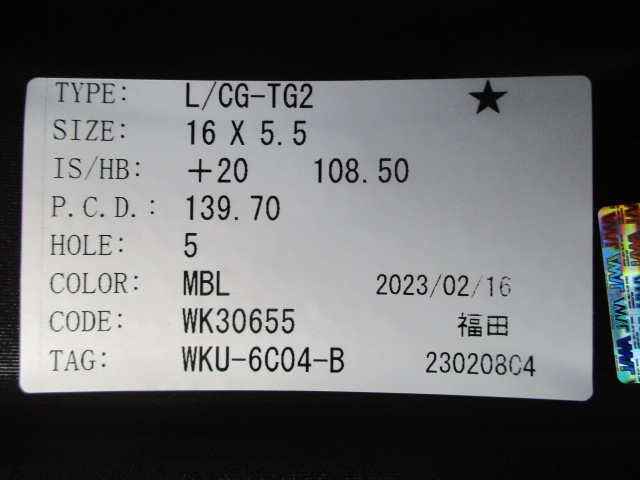 TYPE: L/CG-TG2 ★
SIZE: 16 X 5.5
IS/HB: +20 108.50
P.C.D.: 139.70
HOLE: 5
COLOR: MBL 2023/02/16
CODE: WK30655 福田
TAG: WKU-6C04-B 230208C4